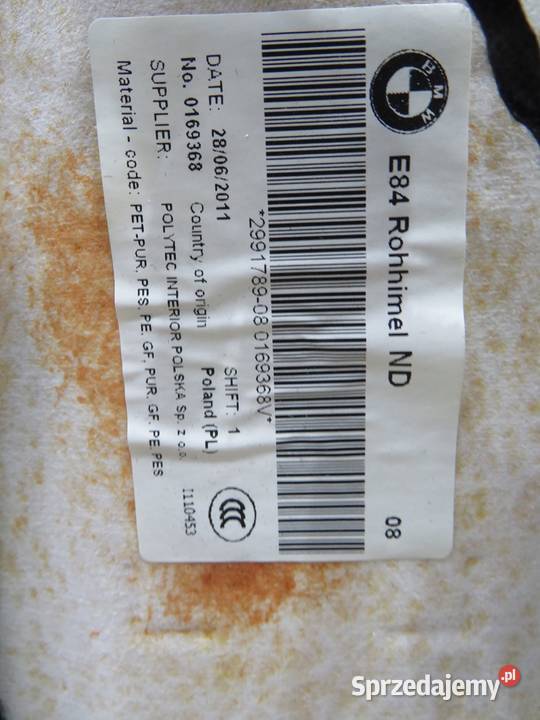 BMW
E84 Rohhimel ND
08
*2991789-08 0169368V*
DATE: 28/06/2011 SHIFT: 1
No. 0169368 Country of origin Poland (PL)
SUPPLIER: POLYTEC INTERIOR POLSKA Sp. z o.o.
Material - code: PET-PUR. PES. PE. GF. PUR. GF. PE. PES
CCC
I110453
Sprzedajemy.pl